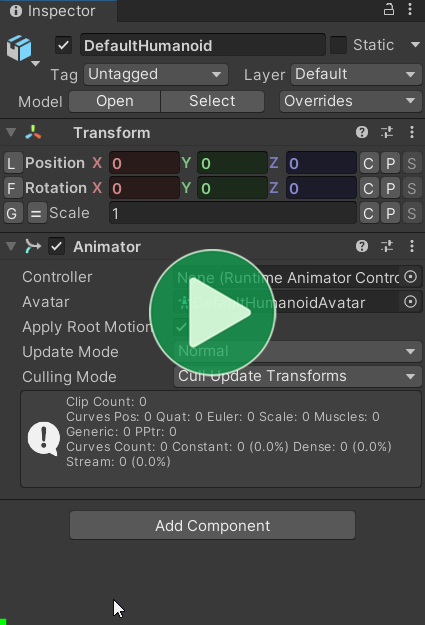 Inspector
DefaultHumanoid Static
Tag Untagged Layer Default
Model Open Select Overrides
Transform
L Position X 0 Y 0 Z 0 C P S
F Rotation X 0 Y 0 Z 0 C P S
G = Scale 1 C P S
Animator
Controller None (Runtime Animator Contro
Avatar DefaultHumanoidAvatar
Apply Root Motion
Update Mode Normal
Culling Mode Cull Update Transforms
Clip Count: 0
Curves Pos: 0 Quat: 0 Euler: 0 Scale: 0 Muscles: 0
Generic: 0 PPtr: 0
Curves Count: 0 Constant: 0 (0.0%) Dense: 0 (0.0%)
Stream: 0 (0.0%)
Add Component